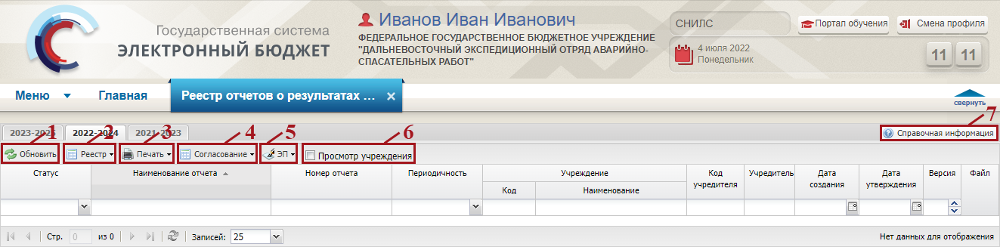 Государственная система
ЭЛЕКТРОННЫЙ БЮДЖЕТ
Иванов Иван Иванович
ФЕДЕРАЛЬНОЕ ГОСУДАРСТВЕННОЕ БЮДЖЕТНОЕ УЧРЕЖДЕНИЕ
"ДАЛЬНЕВОСТОЧНЫЙ ЭКСПЕДИЦИОННЫЙ ОТРЯД АВАРИЙНО-
СПАСАТЕЛЬНЫХ РАБОТ"
СНИЛС
Портал обучения
Смена профиля
4 июля 2022
Понедельник
11 11
Меню Главная Реестр отчетов о результатах ... ×
свернуть
2023-2025 2022-2024 2021-2023
1 2 3 4 5 6 7
Справочная информация
Обновить Реестр Печать Согласование ЭП Просмотр учреждения
Статус Наименование отчета Номер отчета Периодичность Учреждение Код учредителя Учредитель Дата создания Дата утверждения Версия Файл
Код Наименование
Стр. 0 из 0 Записей: 25 Нет данных для отображения